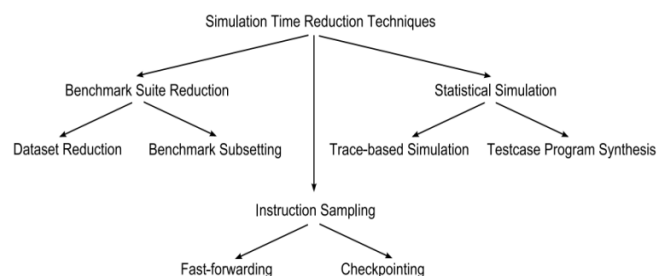 Simulation Time Reduction Techniques
Benchmark Suite Reduction
Statistical Simulation
Dataset Reduction
Benchmark Subsetting
Trace-based Simulation
Testcase Program Synthesis
Instruction Sampling
Fast-forwarding
Checkpointing